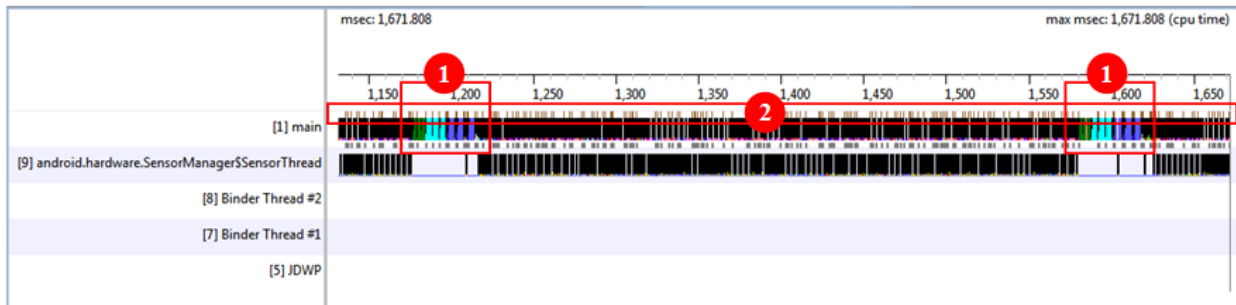 msec: 1,671.808 max msec: 1,671.808 (cpu time)
1 1
1,150 1,200 1,250 1,300 1,350 1,400 1,450 1,500 1,550 1,600 1,650
2
[1] main
[9] android.hardware.SensorManager$SensorThread
[8] Binder Thread #2
[7] Binder Thread #1
[5] JDWP